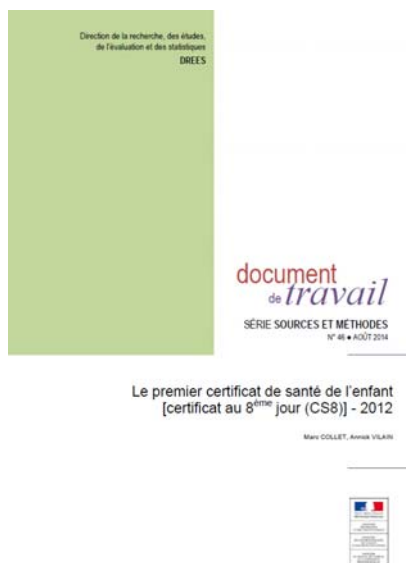 Direction de la recherche, des études,
de l'évaluation et des statistiques
DREES
document
de travail
SÉRIE SOURCES ET MÉTHODES
N° 46 ● AOÛT 2014
Le premier certificat de santé de l'enfant
[certificat au 8ème jour (CS8)] - 2012
Marc COLLET, Annick VILAIN